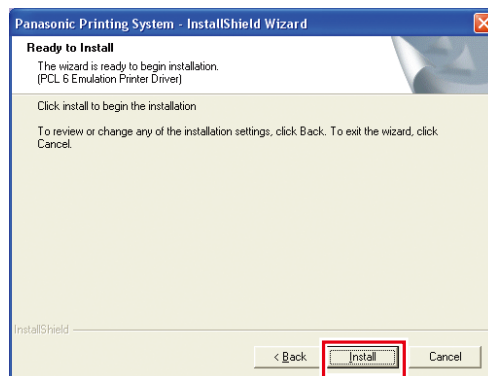 Panasonic Printing System - InstallShield Wizard
Ready to Install
The wizard is ready to begin installation.
(PCL 6 Emulation Printer Driver)
Click install to begin the installation
To review or change any of the installation settings, click Back. To exit the wizard, click
Cancel.
InstallShield
< Back Install Cancel